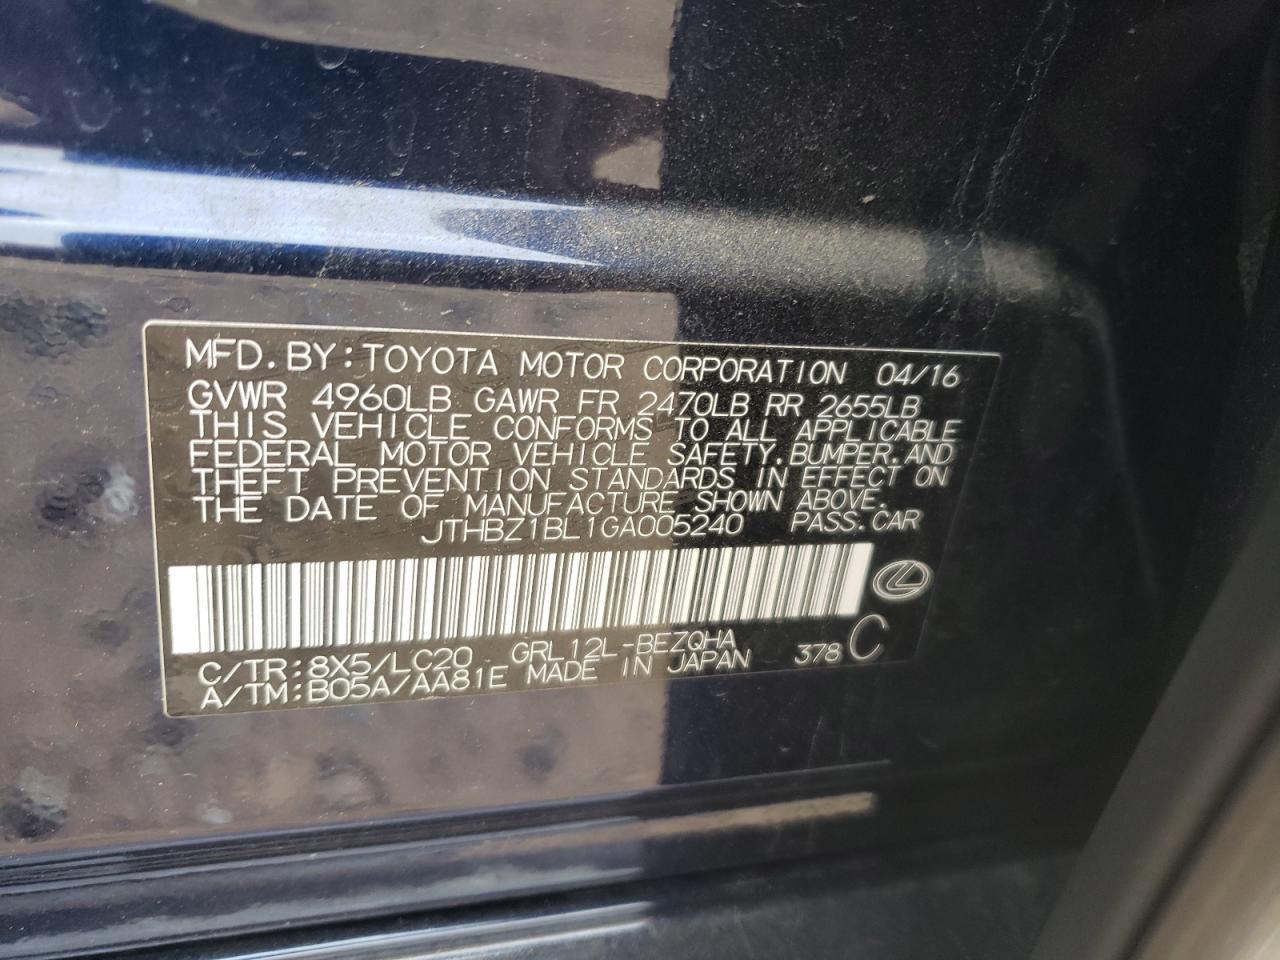 MFD.BY:TOYOTA MOTOR CORPORATION 04/16
GVWR 4960LB GAWR FR 2470LB RR 2655LB
THIS VEHICLE CONFORMS TO ALL APPLICABLE
FEDERAL MOTOR VEHICLE SAFETY,BUMPER,AND
THEFT PREVENTION STANDARDS IN EFFECT ON
THE DATE OF MANUFACTURE SHOWN ABOVE.
JTHBZ1BL1GA005240 PASS.CAR
C/TR:8X5/LC20 GRL12L-BEZQHA 378 C
A/TM:B05A/AA81E MADE IN JAPAN